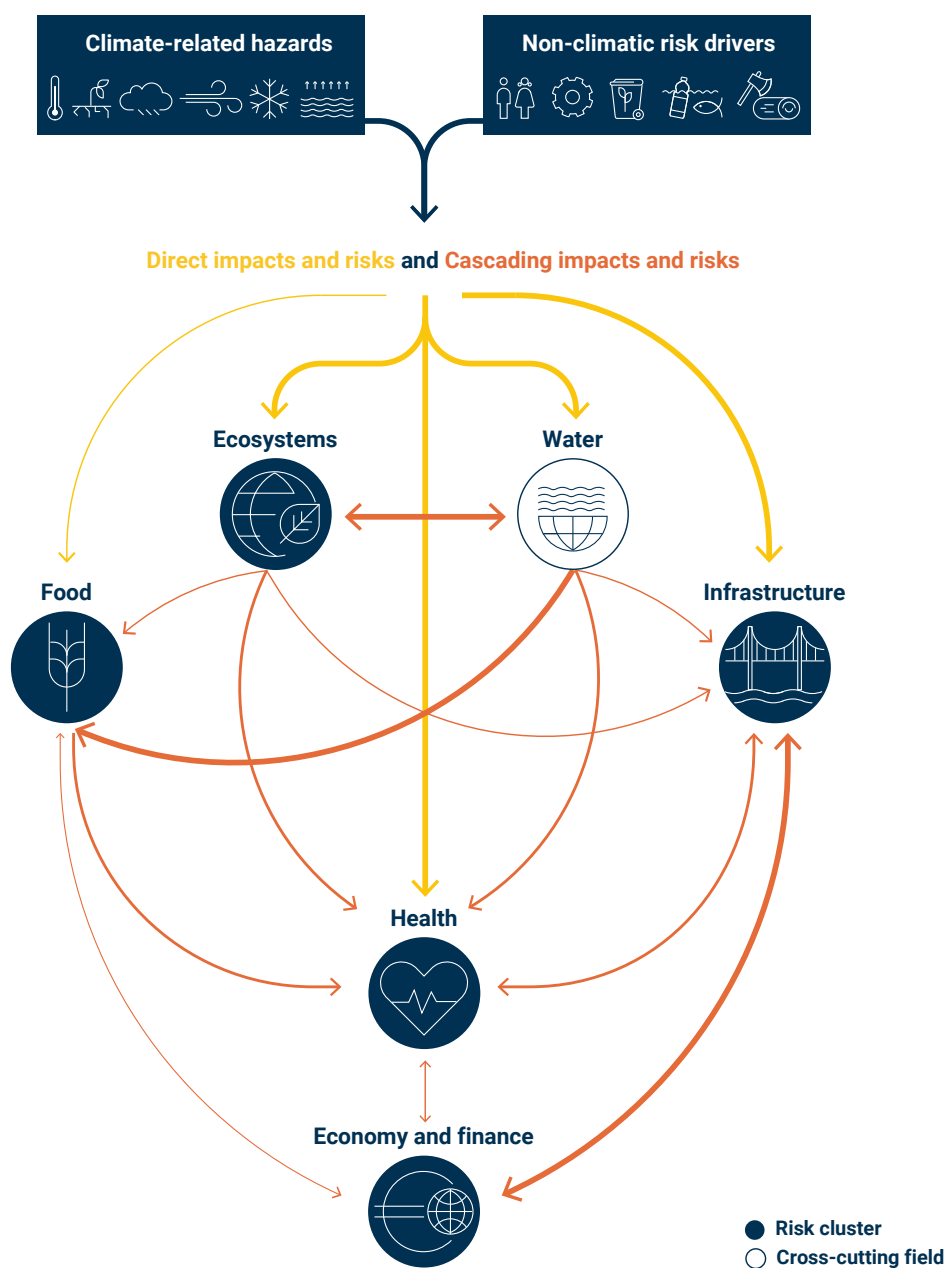 Climate-related hazards
Non-climatic risk drivers
Direct impacts and risks and Cascading impacts and risks
Ecosystems
Water
Food
Infrastructure
Health
Economy and finance
Risk cluster
Cross-cutting field